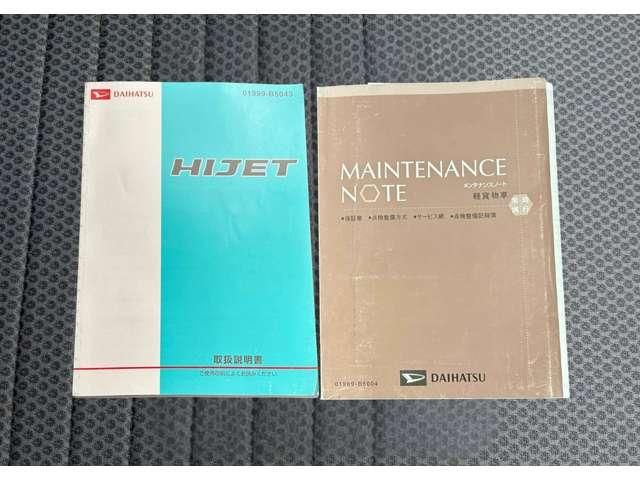 DAIHATSU
01999-B5043
HIJET
取扱説明書
ご使用の前によくお読みください
MAINTENANCE
NOTE
メンテナンスノート
軽貨物車
●保証書 ●点検整備方式 ●サービス網 ●点検整備記録簿
DAIHATSU
01989-B5004